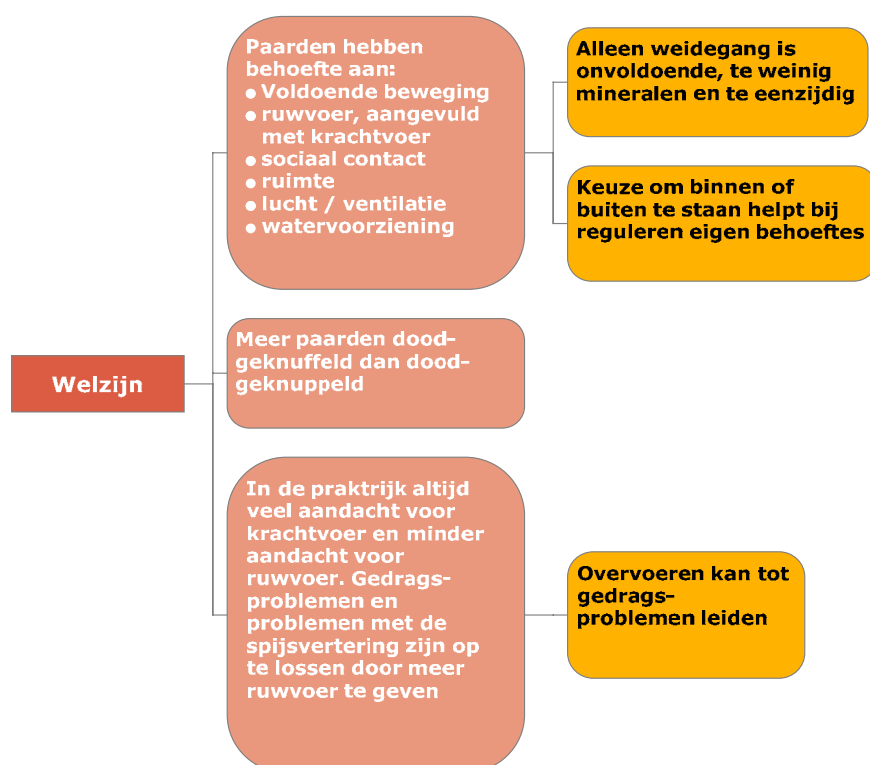 Welzijn
Paarden hebben
behoefte aan:
● Voldoende beweging
● ruwvoer, aangevuld
met krachtvoer
● sociaal contact
● ruimte
● lucht / ventilatie
● watervoorziening
Alleen weidegang is
onvoldoende, te weinig
mineralen en te eenzijdig
Keuze om binnen of
buiten te staan helpt bij
reguleren eigen behoeftes
Meer paarden dood-
geknuffeld dan dood-
geknuppeld
In de praktrijk altijd
veel aandacht voor
krachtvoer en minder
aandacht voor
ruwvoer. Gedrags-
problemen en
problemen met de
spijsvertering zijn op
te lossen door meer
ruwvoer te geven
Overvoeren kan tot
gedrags-
problemen leiden